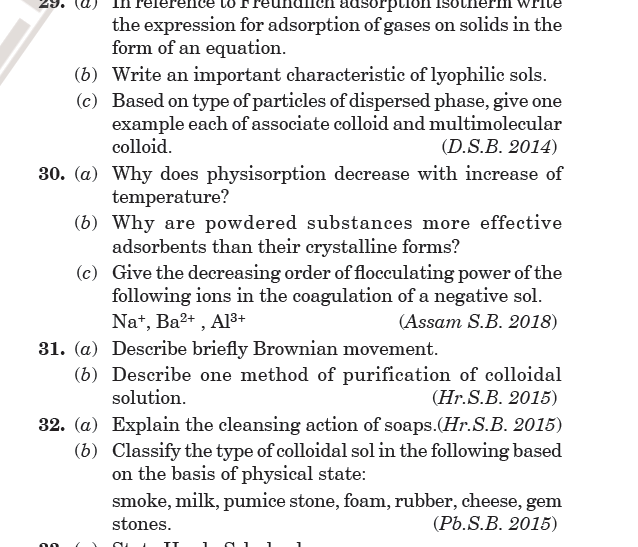 29. (a) In reference to Freundlich adsorption isotherm write
the expression for adsorption of gases on solids in the
form of an equation.
(b) Write an important characteristic of lyophilic sols.
(c) Based on type of particles of dispersed phase, give one
example each of associate colloid and multimolecular
colloid. (D.S.B. 2014)
30. (a) Why does physisorption decrease with increase of
temperature?
(b) Why are powdered substances more effective
adsorbents than their crystalline forms?
(c) Give the decreasing order of flocculating power of the
following ions in the coagulation of a negative sol.
Na⁺, Ba²⁺ , Al³⁺ (Assam S.B. 2018)
31. (a) Describe briefly Brownian movement.
(b) Describe one method of purification of colloidal
solution. (Hr.S.B. 2015)
32. (a) Explain the cleansing action of soaps.(Hr.S.B. 2015)
(b) Classify the type of colloidal sol in the following based
on the basis of physical state:
smoke, milk, pumice stone, foam, rubber, cheese, gem
stones. (Pb.S.B. 2015)